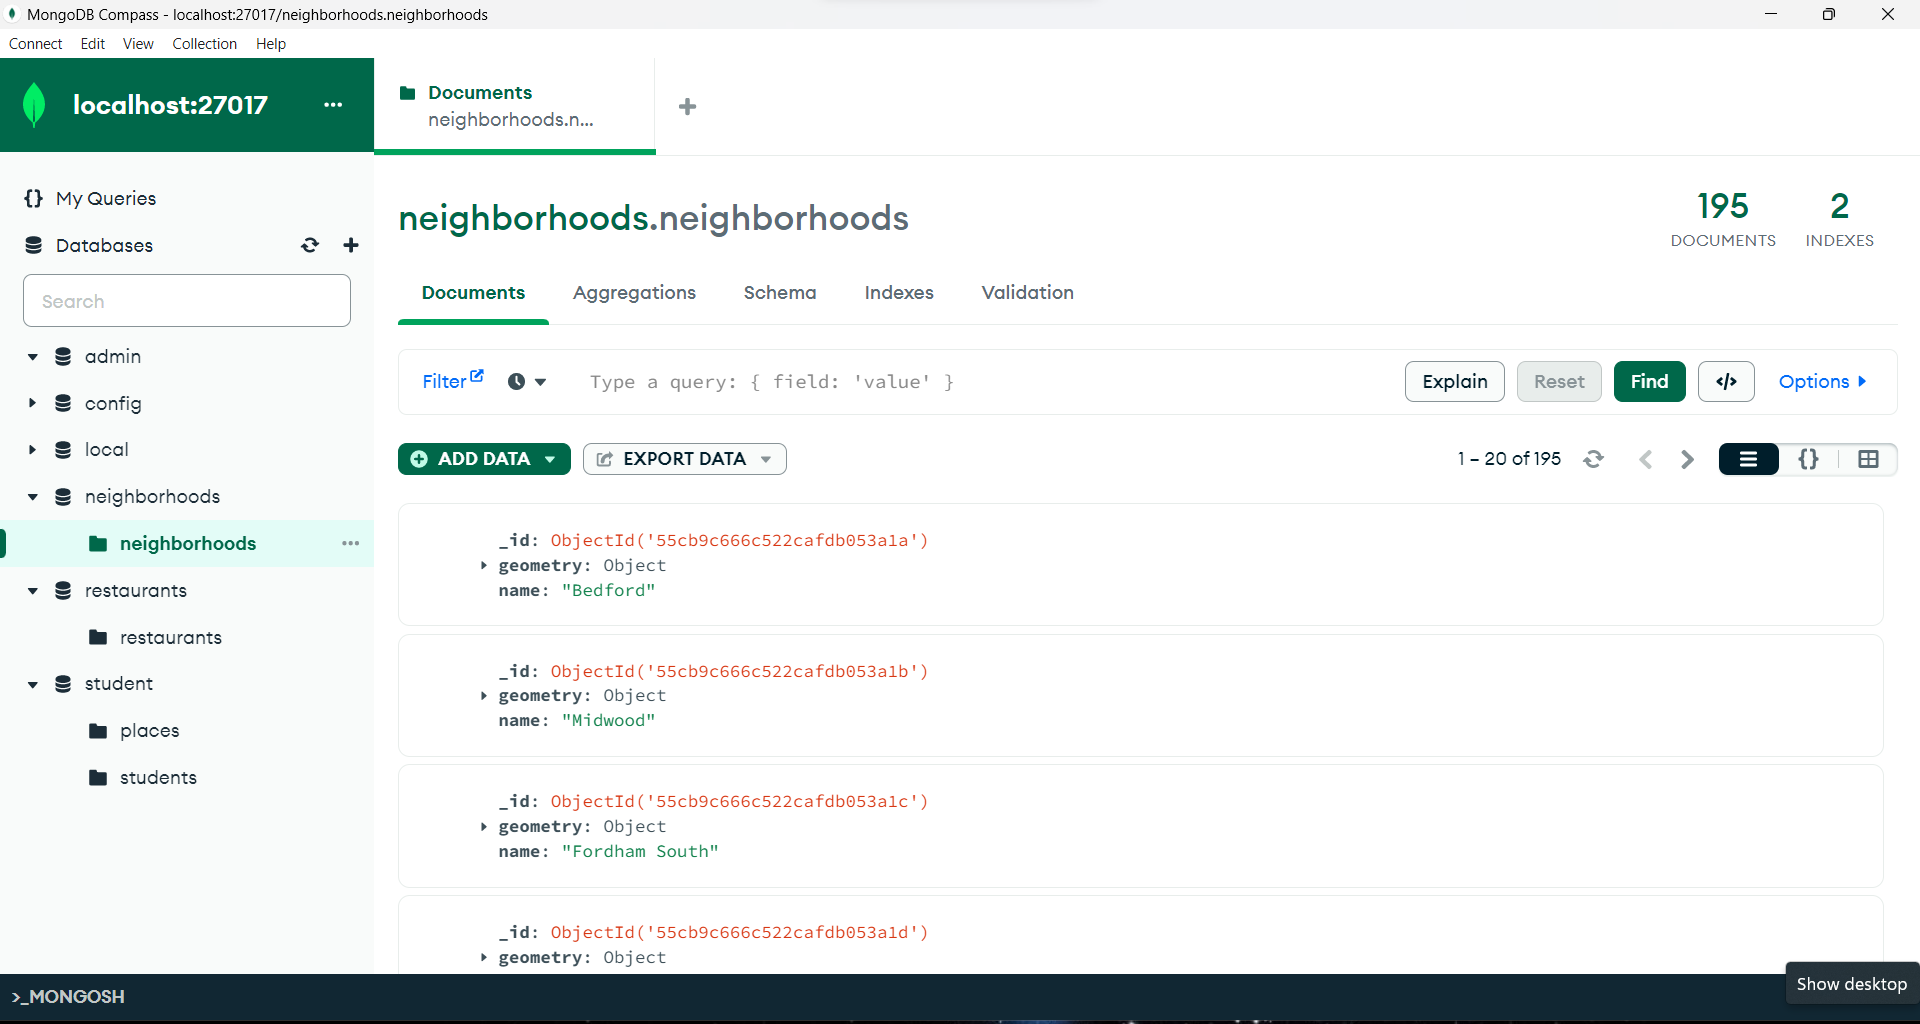 MongoDB Compass - localhost:27017/neighborhoods.neighborhoods
Connect Edit View Collection Help
localhost:27017
Documents
neighborhoods.n...
My Queries
Databases
Search
admin
config
local
neighborhoods
neighborhoods
restaurants
restaurants
student
places
students
neighborhoods.neighborhoods
195
DOCUMENTS
2
INDEXES
Documents Aggregations Schema Indexes Validation
Filter Type a query: { field: 'value' } Explain Reset Find </> Options
ADD DATA EXPORT DATA 1 – 20 of 195 {}
_id: ObjectId('55cb9c666c522cafdb053a1a')
geometry: Object
name: "Bedford"
_id: ObjectId('55cb9c666c522cafdb053a1b')
geometry: Object
name: "Midwood"
_id: ObjectId('55cb9c666c522cafdb053a1c')
geometry: Object
name: "Fordham South"
_id: ObjectId('55cb9c666c522cafdb053a1d')
geometry: Object
>_MONGOSH
Show desktop